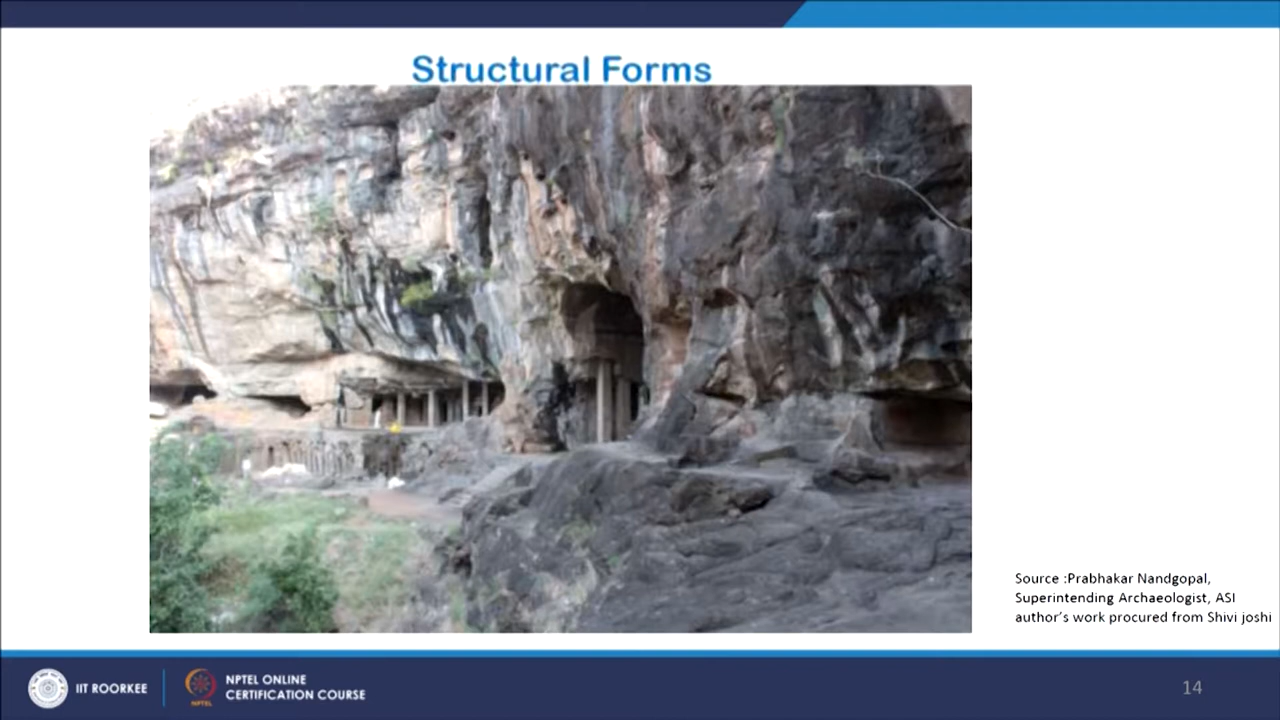 Structural Forms
Source :Prabhakar Nandgopal,
Superintending Archaeologist, ASI
author's work procured from Shivi joshi
IIT ROORKEE
NPTEL
NPTEL ONLINE
CERTIFICATION COURSE
14